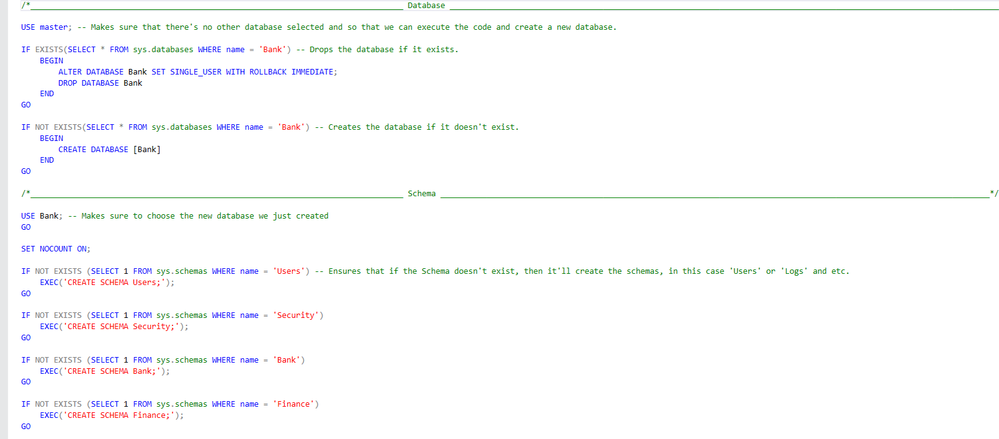 /*________________________________________________________________________________ Database ______________________________________________________________________________________________________________________
USE master; -- Makes sure that there's no other database selected and so that we can execute the code and create a new database.
IF EXISTS(SELECT * FROM sys.databases WHERE name = 'Bank') -- Drops the database if it exists.
BEGIN
ALTER DATABASE Bank SET SINGLE_USER WITH ROLLBACK IMMEDIATE;
DROP DATABASE Bank
END
GO
IF NOT EXISTS(SELECT * FROM sys.databases WHERE name = 'Bank') -- Creates the database if it doesn't exist.
BEGIN
CREATE DATABASE [Bank]
END
GO
/*________________________________________________________________________________ Schema ______________________________________________________________________________________________________________________*/
USE Bank; -- Makes sure to choose the new database we just created
GO
SET NOCOUNT ON;
IF NOT EXISTS (SELECT 1 FROM sys.schemas WHERE name = 'Users') -- Ensures that if the Schema doesn't exist, then it'll create the schemas, in this case 'Users' or 'Logs' and etc.
EXEC('CREATE SCHEMA Users;');
GO
IF NOT EXISTS (SELECT 1 FROM sys.schemas WHERE name = 'Security')
EXEC('CREATE SCHEMA Security;');
GO
IF NOT EXISTS (SELECT 1 FROM sys.schemas WHERE name = 'Bank')
EXEC('CREATE SCHEMA Bank;');
GO
IF NOT EXISTS (SELECT 1 FROM sys.schemas WHERE name = 'Finance')
EXEC('CREATE SCHEMA Finance;');
GO